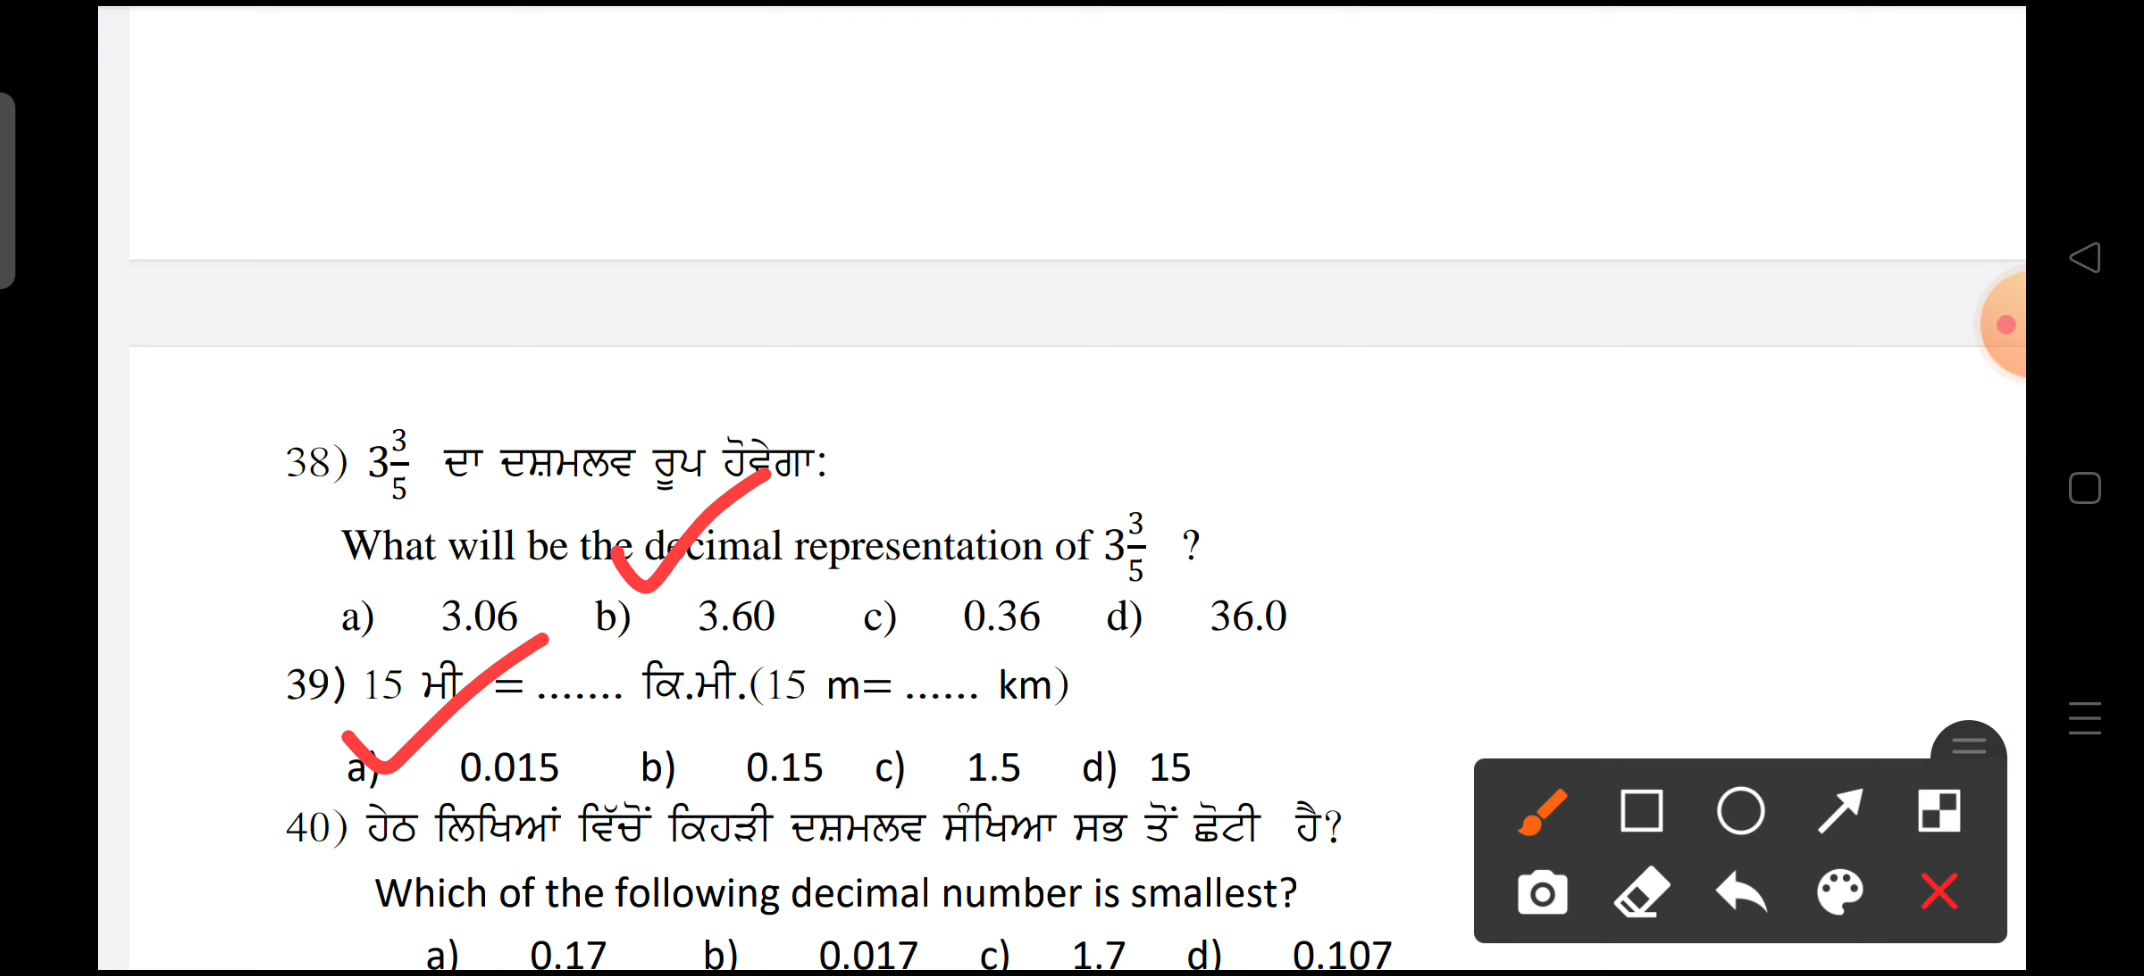 38) 3 3/5 ਦਾ ਦਸ਼ਮਲਵ ਰੂਪ ਹੋਵੇਗਾ:
What will be the decimal representation of 3 3/5 ?
a) 3.06 b) 3.60 c) 0.36 d) 36.0
39) 15 ਮੀ = ....... ਕਿ.ਮੀ.(15 m= ...... km)
a) 0.015 b) 0.15 c) 1.5 d) 15
40) ਹੇਠ ਲਿਖਿਆਂ ਵਿੱਚੋਂ ਕਿਹੜੀ ਦਸ਼ਮਲਵ ਸੰਖਿਆ ਸਭ ਤੋਂ ਛੋਟੀ ਹੈ?
Which of the following decimal number is smallest?
a) 0.17 b) 0.017 c) 1.7 d) 0.107